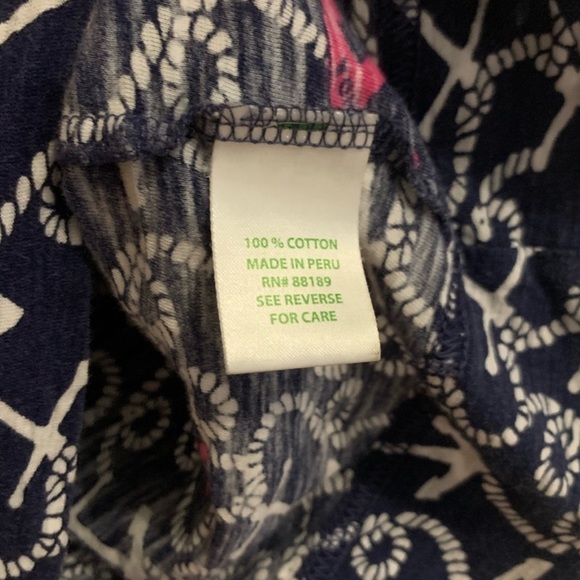 100 % COTTON
MADE IN PERU
RN# 88189
SEE REVERSE
FOR CARE